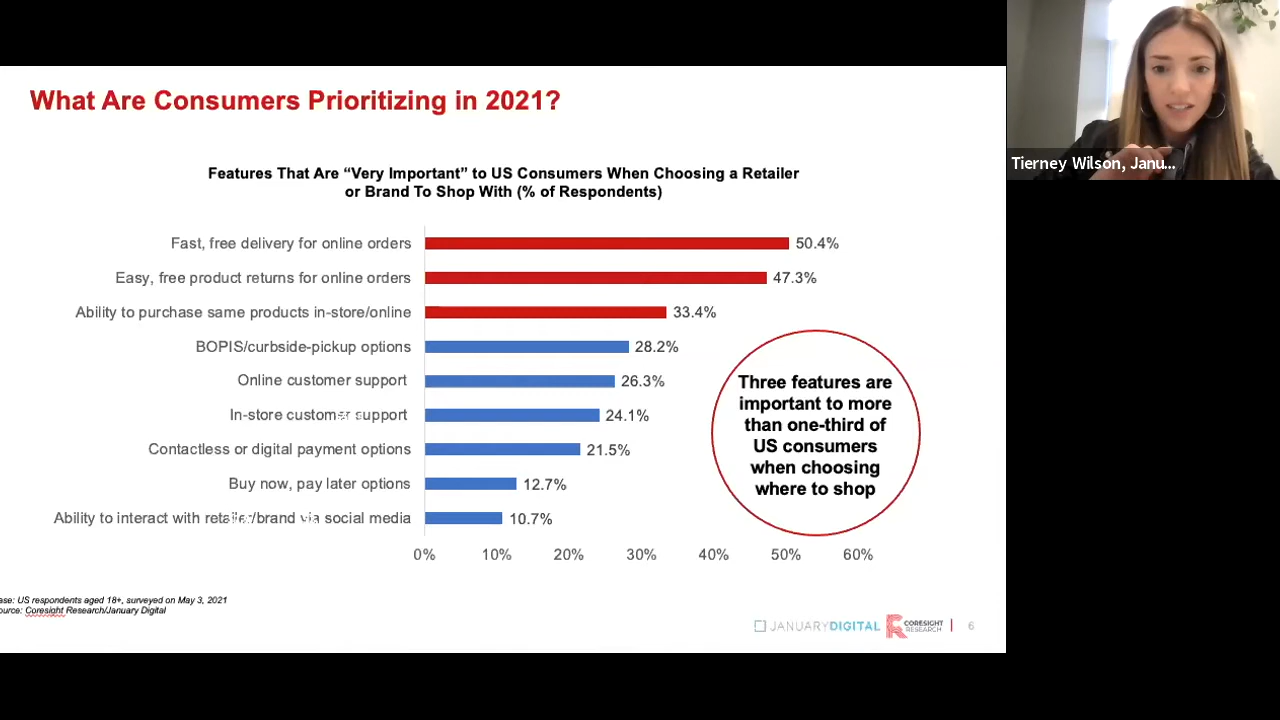 What Are Consumers Prioritizing in 2021?
Features That Are “Very Important” to US Consumers When Choosing a Retailer
or Brand To Shop With (% of Respondents)
Fast, free delivery for online orders 50.4%
Easy, free product returns for online orders 47.3%
Ability to purchase same products in-store/online 33.4%
BOPIS/curbside-pickup options 28.2%
Online customer support 26.3%
In-store customer support 24.1%
Contactless or digital payment options 21.5%
Buy now, pay later options 12.7%
Ability to interact with retailer/brand via social media 10.7%
0% 10% 20% 30% 40% 50% 60%
Three features are
important to more
than one-third of
US consumers
when choosing
where to shop
ase: US respondents aged 18+, surveyed on May 3, 2021
ource: Coresight Research/January Digital
JANUARYDIGITAL
CORESIGHT
RESEARCH
6
Tierney Wilson, Janu...